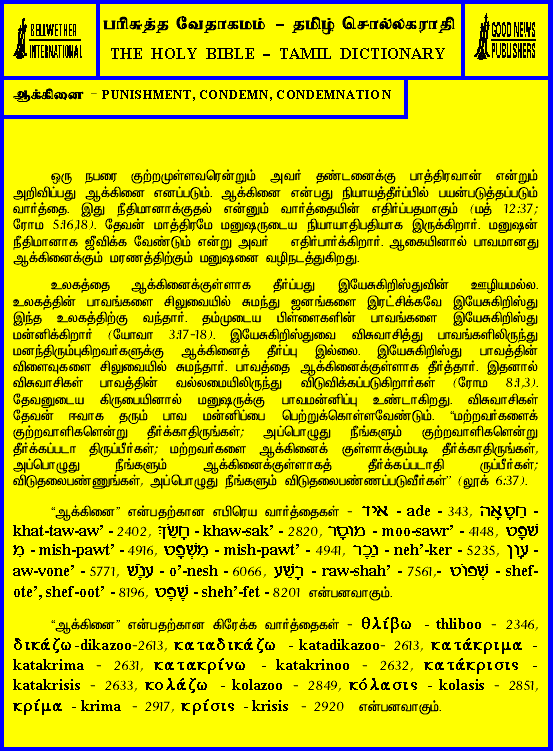 BELLWETHER
INTERNATIONAL
பரிசுத்த வேதாகமம் – தமிழ் சொல்லகராதி
THE HOLY BIBLE – TAMIL DICTIONARY
GOOD NEWS
PUBLISHERS
ஆக்கினை – PUNISHMENT, CONDEMN, CONDEMNATION
ஒரு நபரை குற்றமுள்ளவரென்றும் அவர் தண்டனைக்கு பாத்திரவான் என்றும்
அறிவிப்பது ஆக்கினை எனப்படும். ஆக்கினை என்பது நியாயத்தீர்ப்பில் பயன்படுத்தப்படும்
வார்த்தை. இது நீதிமானாக்குதல் என்னும் வார்த்தையின் எதிர்ப்பதமாகும் (மத் 12:37;
ரோம 5:16,18). தேவன் மாத்திரமே மனுஷருடைய நியாயாதிபதியாக இருக்கிறார். மனுஷன்
நீதிமானாக ஜீவிக்க வேண்டும் என்று அவர் எதிர்பார்க்கிறார். ஆகையினால் பாவமானது
ஆக்கினைக்கும் மரணத்திற்கும் மனுஷனை வழிநடத்துகிறது.
உலகத்தை ஆக்கினைக்குள்ளாக தீர்ப்பது இயேசுகிறிஸ்துவின் ஊழியமல்ல.
உலகத்தின் பாவங்களை சிலுவையில் சுமந்து ஜனங்களை இரட்சிக்கவே இயேசுகிறிஸ்து
இந்த உலகத்திற்கு வந்தார். தம்முடைய பிள்ளைகளின் பாவங்களை இயேசுகிறிஸ்து
மன்னிக்கிறார் (யோவா 3:17-18). இயேசுகிறிஸ்துவை விசுவாசித்து பாவங்களிலிருந்து
மனந்திரும்புகிறவர்களுக்கு ஆக்கினைத் தீர்ப்பு இல்லை. இயேசுகிறிஸ்து பாவத்தின்
விளைவுகளை சிலுவையில் சுமந்தார். பாவத்தை ஆக்கினைக்குள்ளாக தீர்த்தார். இதனால்
விசுவாசிகள் பாவத்தின் வல்லமையிலிருந்து விடுவிக்கப்படுகிறார்கள் (ரோம 8:1,3).
தேவனுடைய கிருபையினால் மனுஷருக்கு பாவமன்னிப்பு உண்டாகிறது. விசுவாசிகள்
தேவன் ஈவாக தரும் பாவ மன்னிப்பை பெற்றுக்கொள்ளவேண்டும். “மற்றவர்களைக்
குற்றவாளிகளென்று தீர்க்காதிருங்கள்; அப்பொழுது நீங்களும் குற்றவாளிகளென்று
தீர்க்கப்படா திருப்பீர்கள்; மற்றவர்களை ஆக்கினைக் குள்ளாக்கும்படி தீர்க்காதிருங்கள்,
அப்பொழுது நீங்களும் ஆக்கினைக்குள்ளாகத் தீர்க்கப்படாதி ருப்பீர்கள்;
விடுதலைபண்ணுங்கள், அப்பொழுது நீங்களும் விடுதலைபண்ணப்படுவீர்கள்” (லூக் 6:37).
“ஆக்கினை” என்பதற்கான எபிரெய வார்த்தைகள் - איד - ade - 343, חֲטָאָה -
khat-taw-aw’ - 2402, חָשַׂךְ - khaw-sak’ - 2820, מוּסָר - moo-sawr’ - 4148, שׁפָּט
מִ - mish-pawt’ - 4916, מִשְׁפָּט - mish-pawt’ - 4941, נֵכֶר - neh’-ker - 5235, עָוֹן -
aw-vone’ - 5771, עֹנֶשׁ - o’-nesh - 6066, רָשַׁע - raw-shah’ - 7561,- שְׁפוֹט - shef-
ote’, shef-oot’ - 8196, שֶׁפֶט - sheh’-fet - 8201 என்பனவாகும்.
“ஆக்கினை” என்பதற்கான கிரேக்க வார்த்தைகள் - θλίβω - thliboo - 2346,
δικάζω -dikazoo-2613, καταδικάζω - katadikazoo- 2613, κατάκριμα -
katakrima - 2631, κατακρίνω - katakrinoo - 2632, κατάκρισις -
katakrisis - 2633, κολάζω - kolazoo - 2849, κόλασις - kolasis - 2851,
κρίμα - krima - 2917, κρίσις - krisis - 2920 என்பனவாகும்.